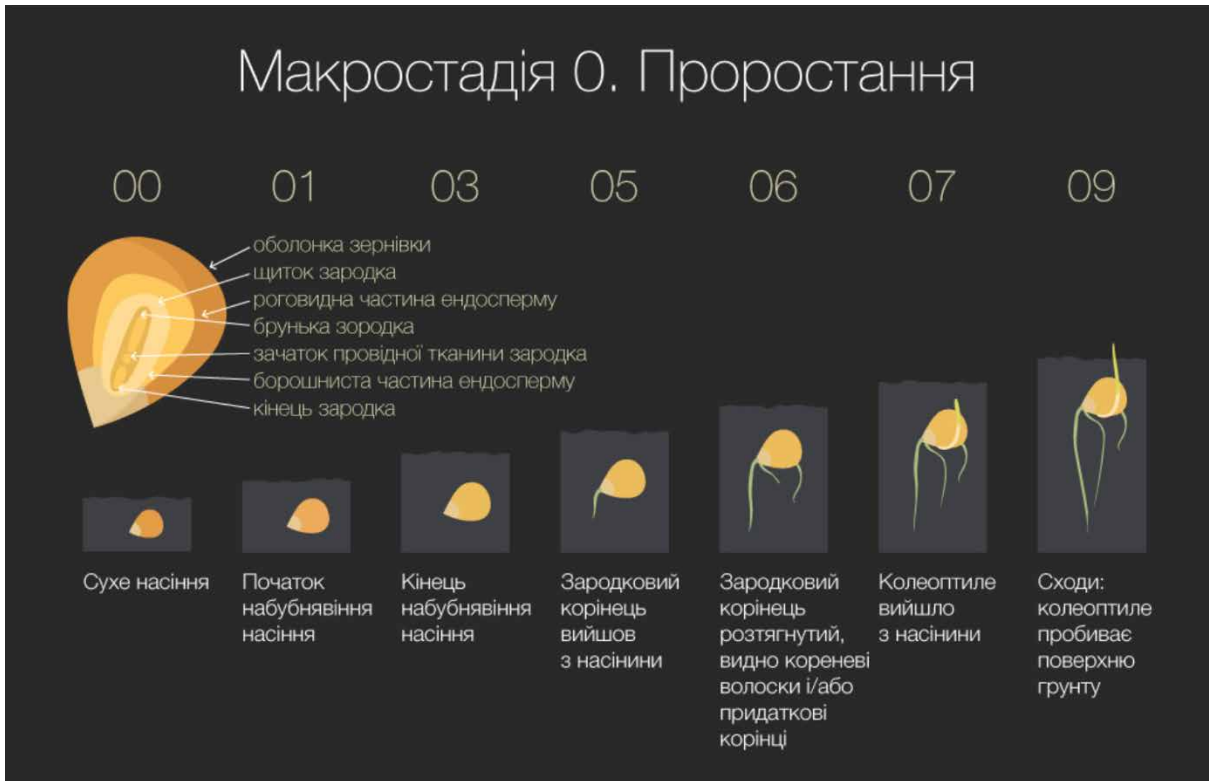 Макростадія 0. Проростання
00 01 03 05 06 07 09
оболонка зернівки
щиток зародка
роговидна частина ендосперму
брунька зородка
зачаток провідної тканини зародка
борошниста частина ендосперму
кінець зародка
Сухе насіння
Початок
набубнявіння
насіння
Кінець
набубнявіння
насіння
Зародковий
корінець
вийшов
з насінини
Зародковий
корінець
розтягнутий,
видно кореневі
волоски і/або
придаткові
корінці
Колеоптиле
вийшло
з насінини
Сходи:
колеоптиле
пробиває
поверхню
грунту